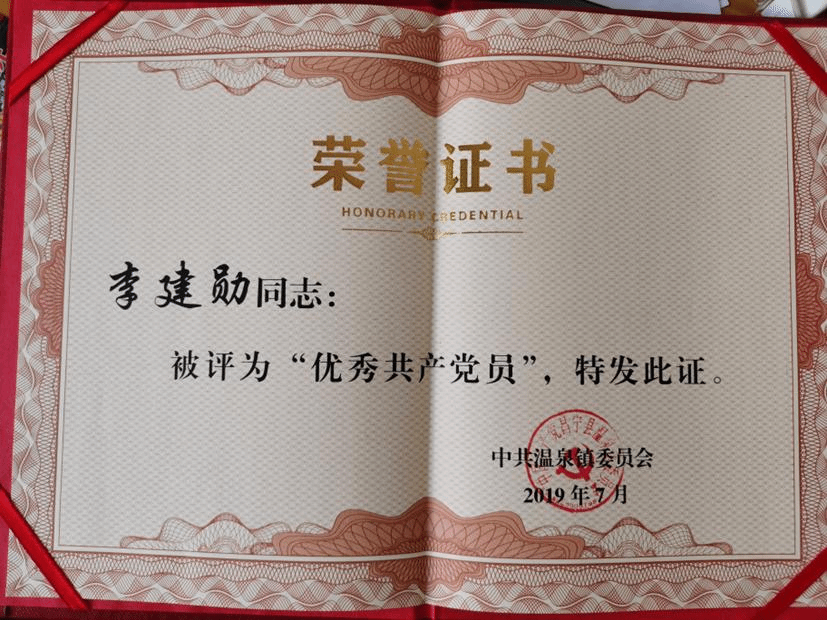 荣誉证书
HONORARY CREDENTIAL
李建勋同志：
被评为“优秀共产党员”，特发此证。
中共温泉镇委员会
2019年7月